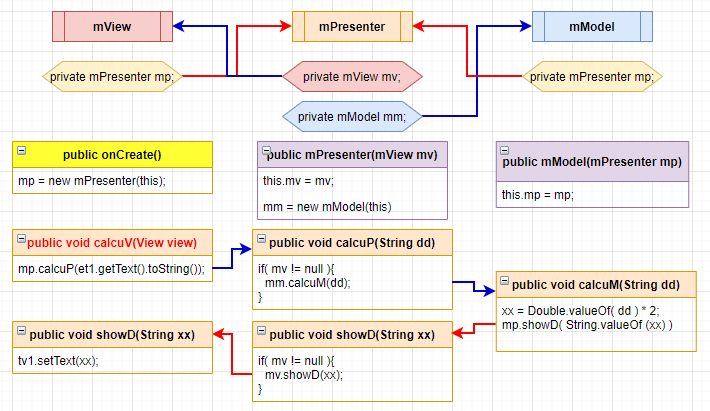 mView
mPresenter
mModel
private mPresenter mp;
private mView mv;
private mPresenter mp;
private mModel mm;
public onCreate()
mp = new mPresenter(this);
public mPresenter(mView mv)
this.mv = mv;
mm = new mModel(this)
public mModel(mPresenter mp)
this.mp = mp;
public void calcuV(View view)
mp.calcuP(et1.getText().toString());
public void calcuP(String dd)
if( mv != null ){
mm.calcuM(dd);
}
public void calcuM(String dd)
xx = Double.valueOf( dd ) * 2;
mp.showD( String.valueOf (xx) )
public void showD(String xx)
tv1.setText(xx);
public void showD(String xx)
if( mv != null ){
mv.showD(xx);
}